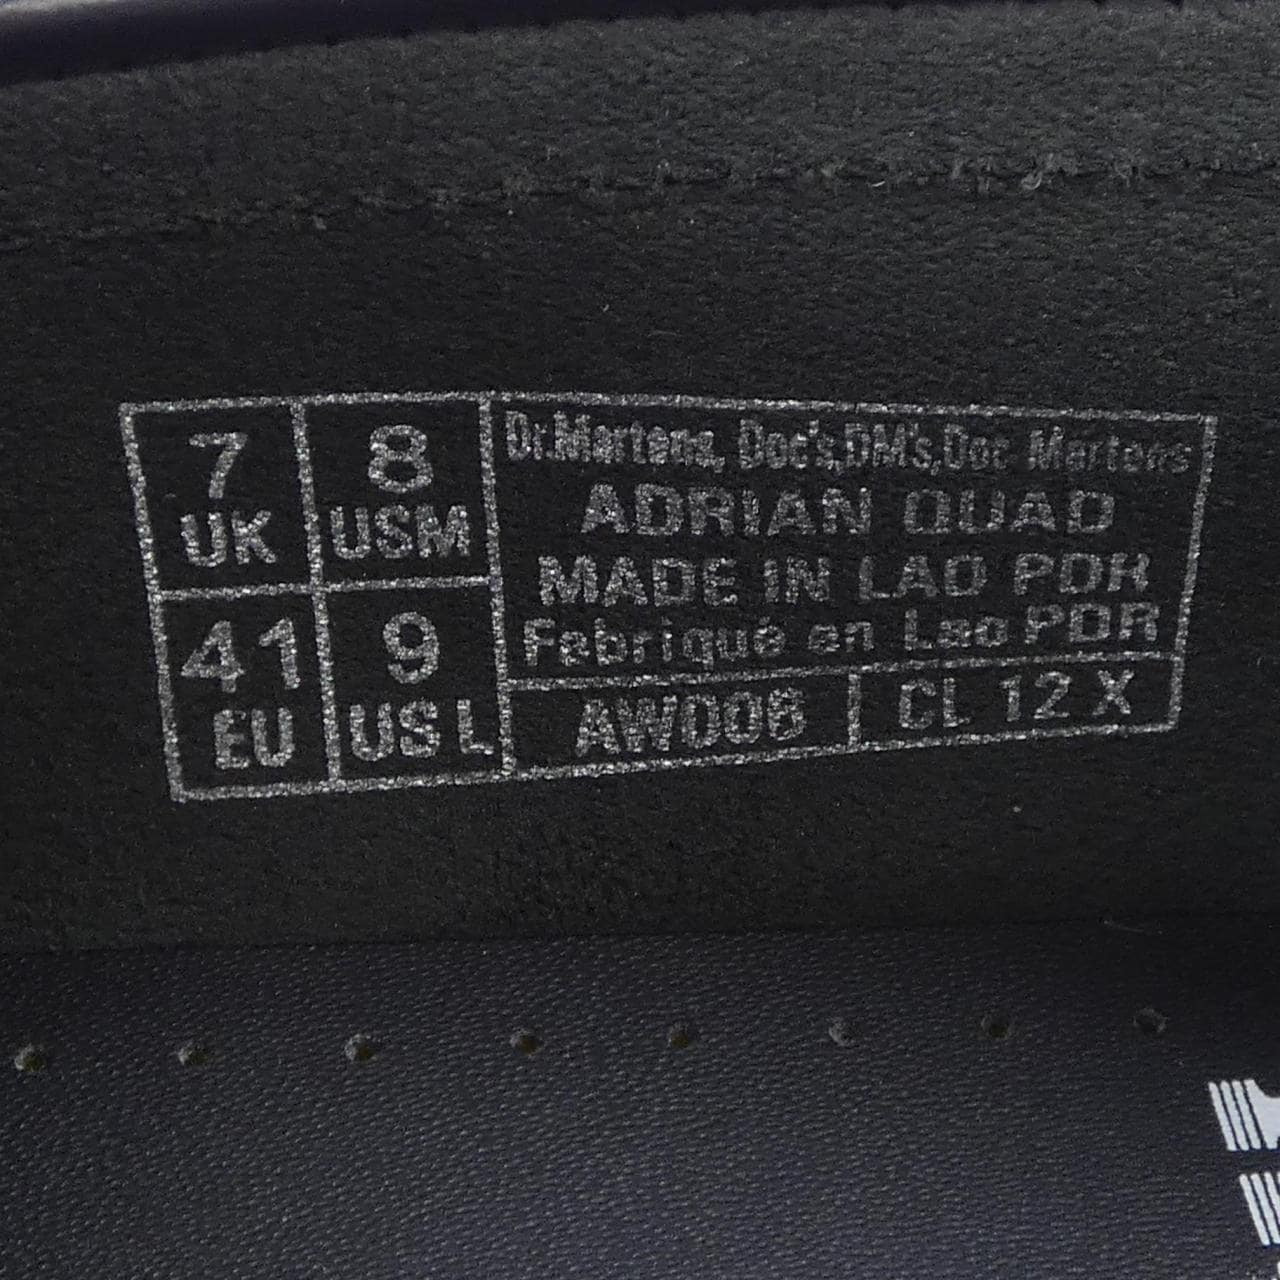 7 UK
8 USM
41 EU
9 US L
Dr.Martens, Doc's,DM's,Doc Martens
ADRIAN QUAD
MADE IN LAO PDR
Fabriqué en Lao PDR
AW006
CL 12 X